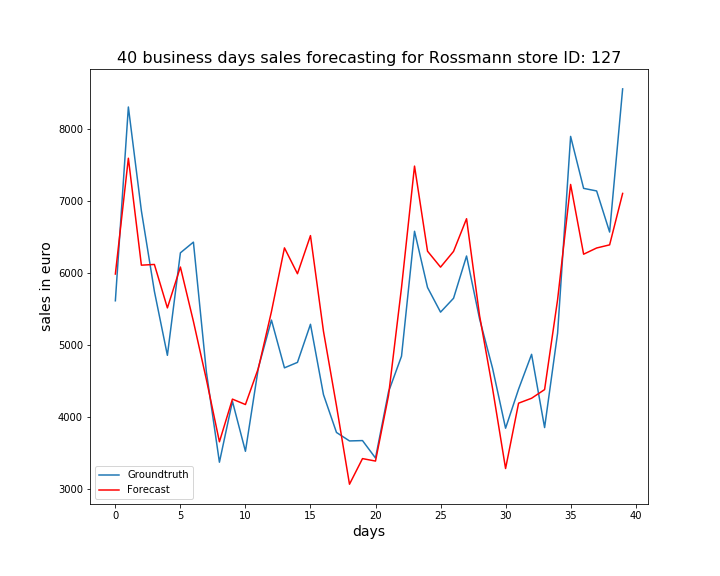 40 business days sales forecasting for Rossmann store ID: 127
sales in euro
8000
7000
6000
5000
4000
3000
Groundtruth
Forecast
0 5 10 15 20 25 30 35 40
days